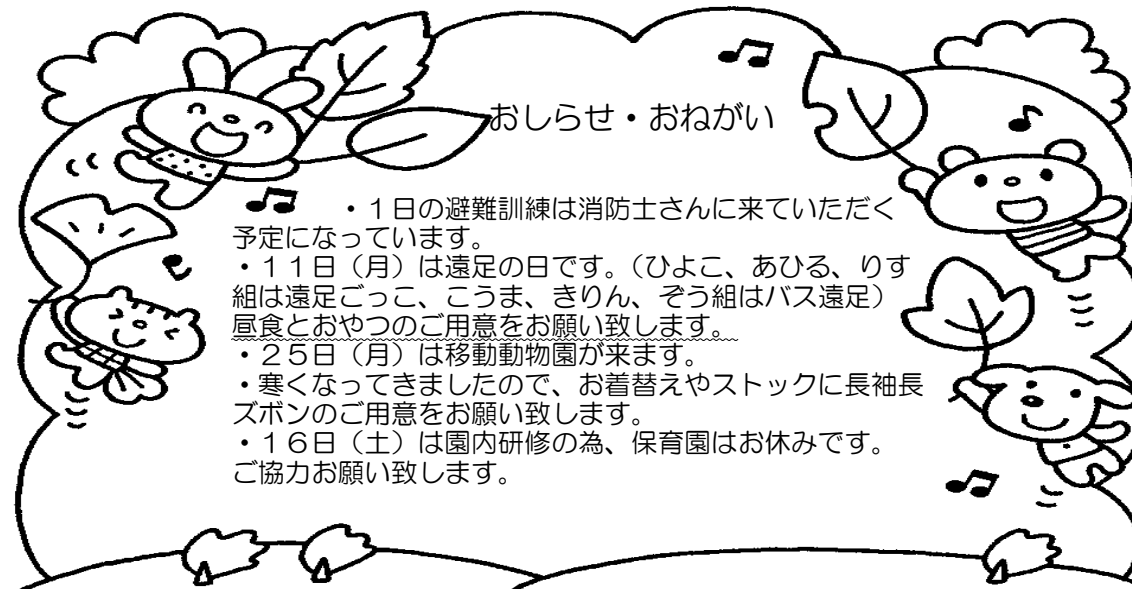 おしらせ・おねがい
・１日の避難訓練は消防士さんに来ていただく
予定になっています。
・１１日（月）は遠足の日です。（ひよこ、あひる、りす
組は遠足ごっこ、こうま、きりん、ぞう組はバス遠足）
昼食とおやつのご用意をお願い致します。
・２５日（月）は移動動物園が来ます。
・寒くなってきましたので、お着替えやストックに長袖長
ズボンのご用意をお願い致します。
・１６日（土）は園内研修の為、保育園はお休みです。
ご協力お願い致します。